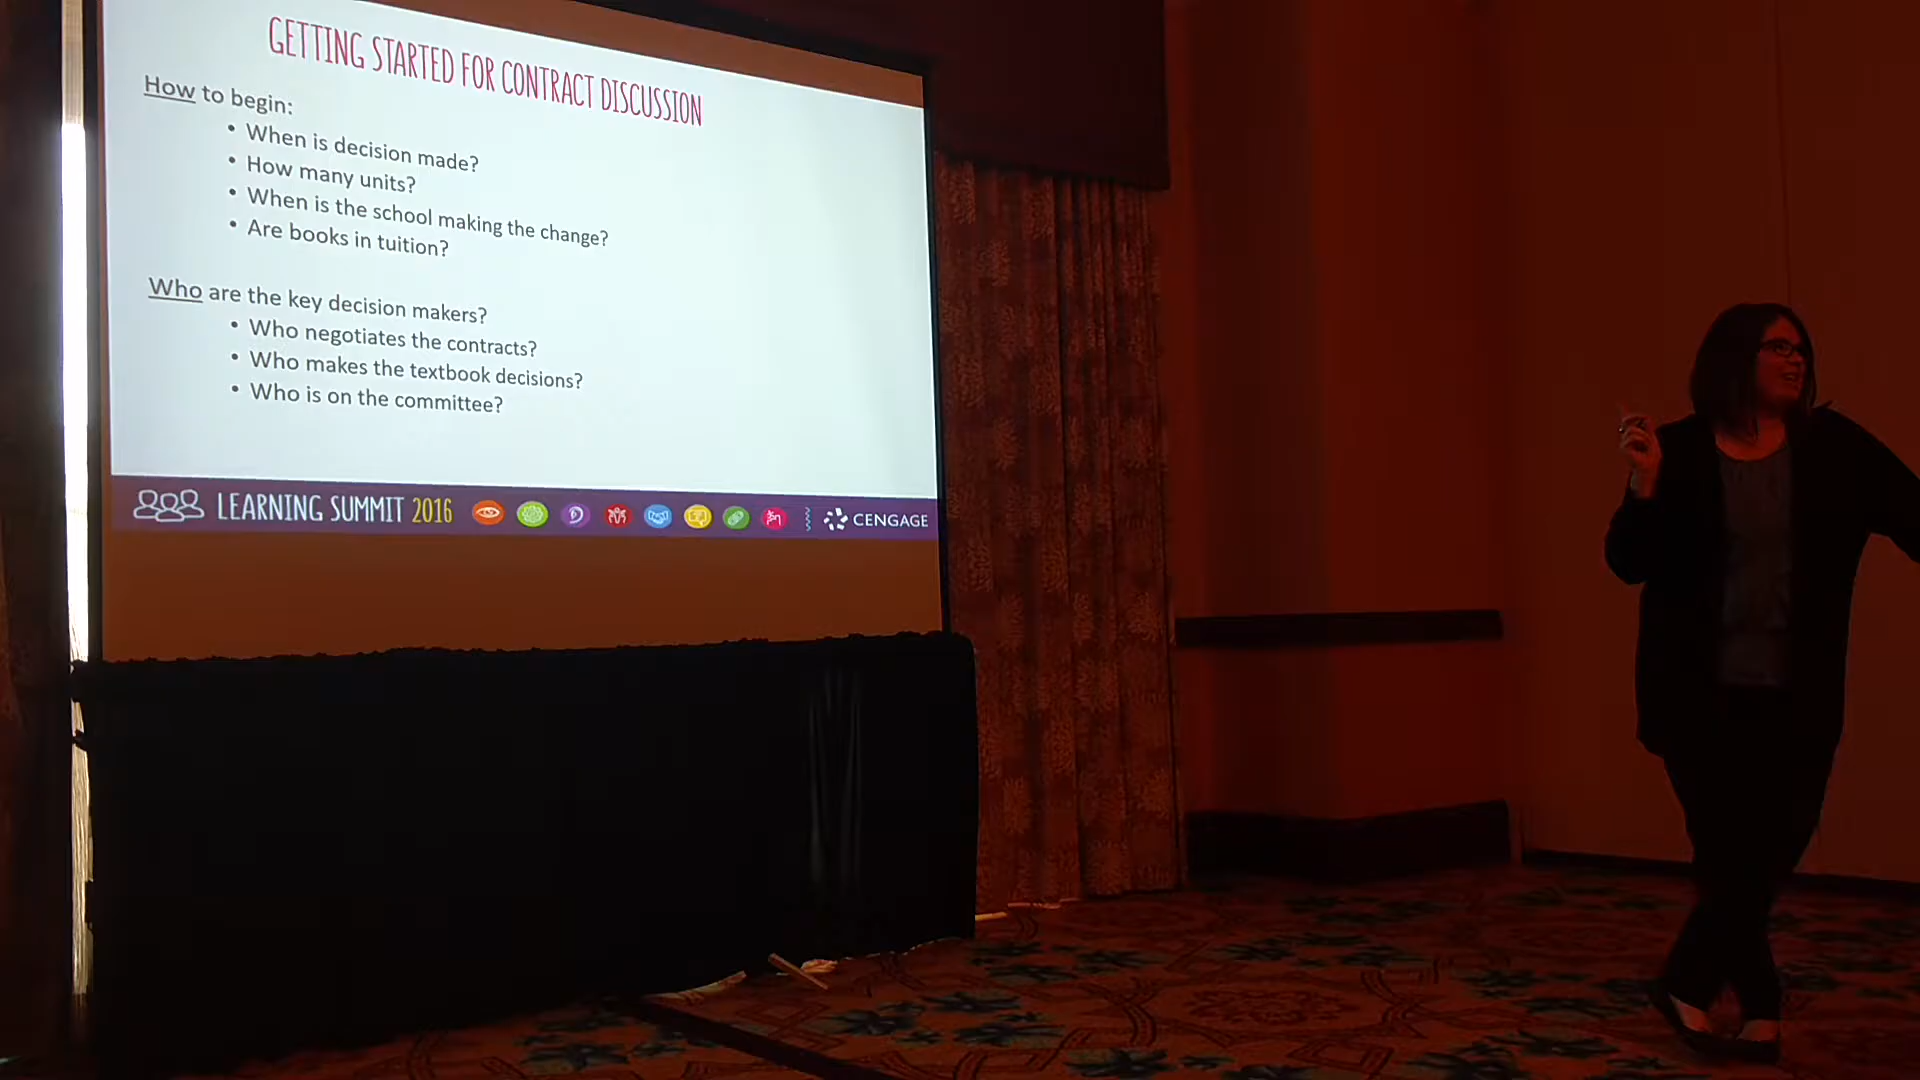 GETTING STARTED FOR CONTRACT DISCUSSION
How to begin:
• When is decision made?
• How many units?
• When is the school making the change?
• Are books in tuition?
Who are the key decision makers?
• Who negotiates the contracts?
• Who makes the textbook decisions?
• Who is on the committee?
LEARNING SUMMIT 2016 CENGAGE